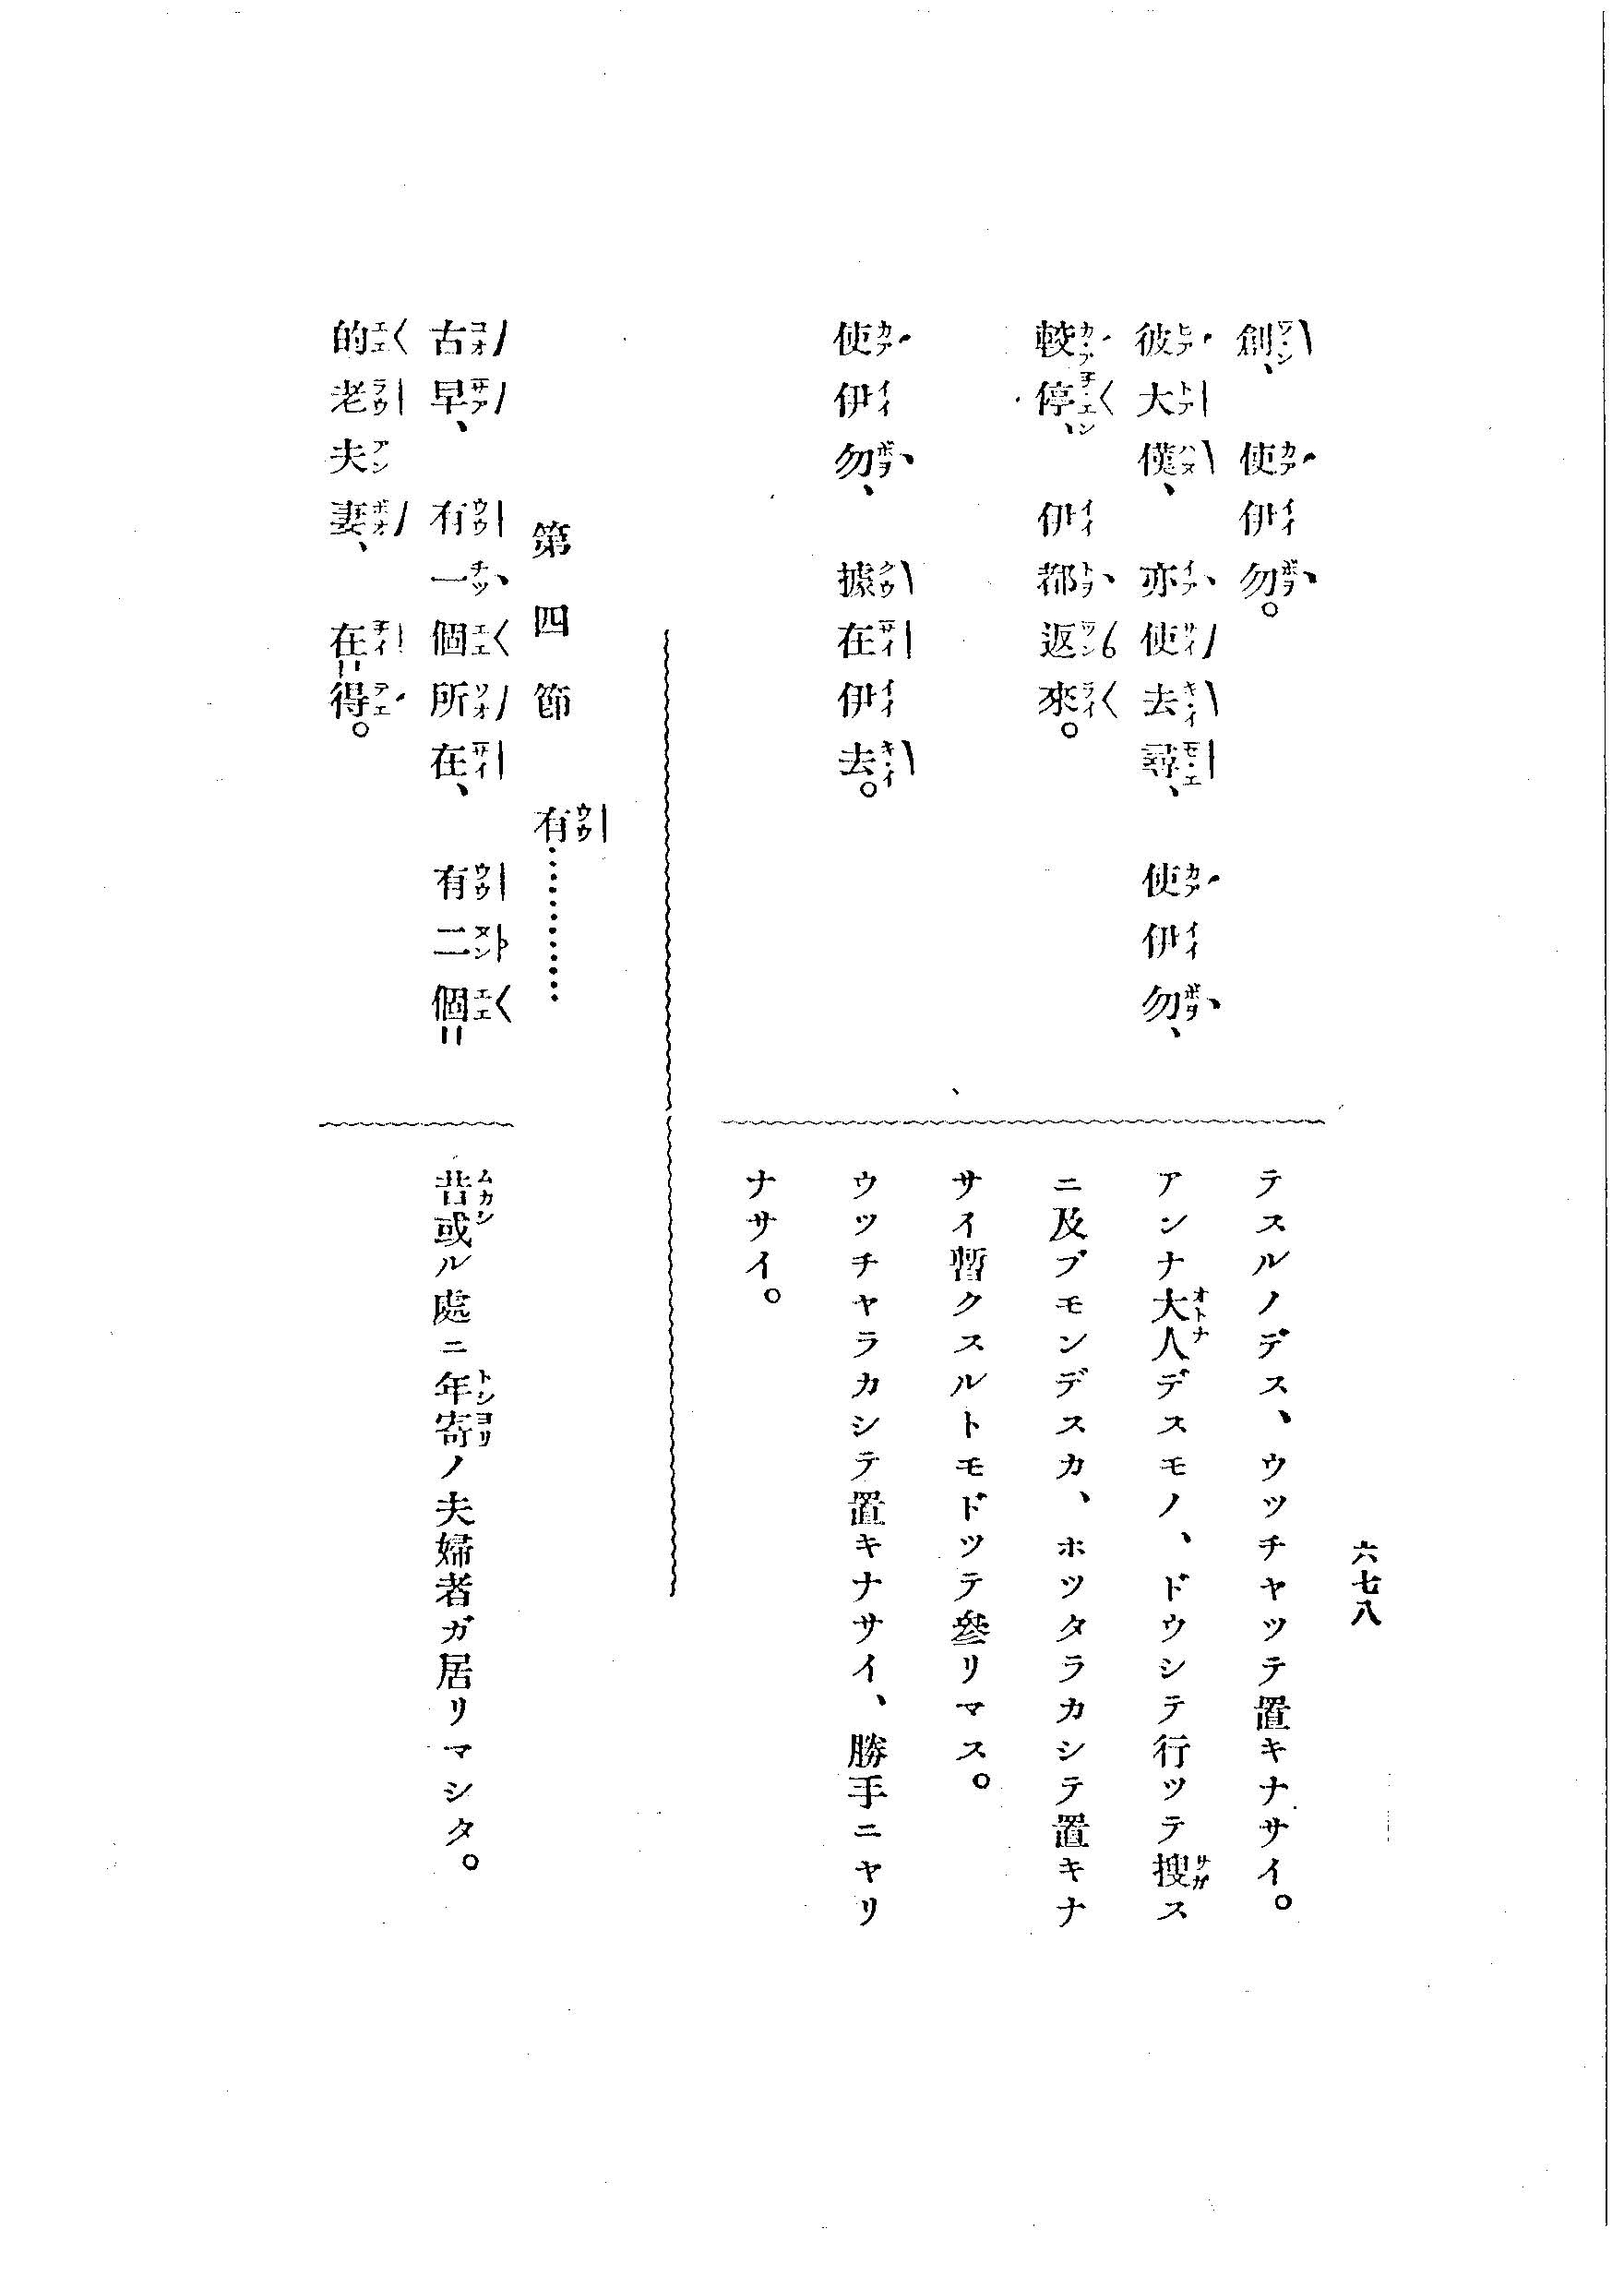 六七八
創、使伊勿。
彼大僕、亦使去尋、使伊勿、
較停、伊都返來。
使伊勿、據在伊去。
テスルノデス、ウッチヤツテ置キナサイ。
アンナ大人デスモノ、ドウシテ行ツテ搜ス
ニ及ブモンデスカ、ホツタラカシテ置キナ
サイ暫クスルトモドツテ參リマス。
ウツチヤラカシテ置キナサイ、勝手ニヤリ
ナサイ。
第四節 有…………
古早、有一個所在、有二個=
的老夫妻、在=得。
昔或ル處ニ年寄ノ夫婦者ガ居リマシタ。